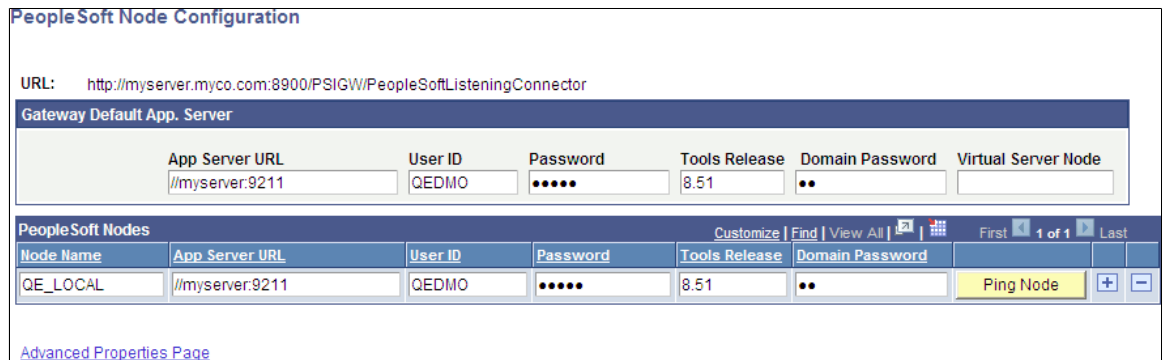 PeopleSoft Node Configuration
URL: http://myserver.myco.com:8900/PSIGW/PeopleSoftListeningConnector
Gateway Default App. Server
App Server URL User ID Password Tools Release Domain Password Virtual Server Node
//myserver:9211 QEDMO ••••• 8.51 ••
PeopleSoft Nodes Customize | Find | View All | | First 1 of 1 Last
Node Name App Server URL User ID Password Tools Release Domain Password
QE_LOCAL //myserver:9211 QEDMO ••••• 8.51 •• Ping Node + −
Advanced Properties Page